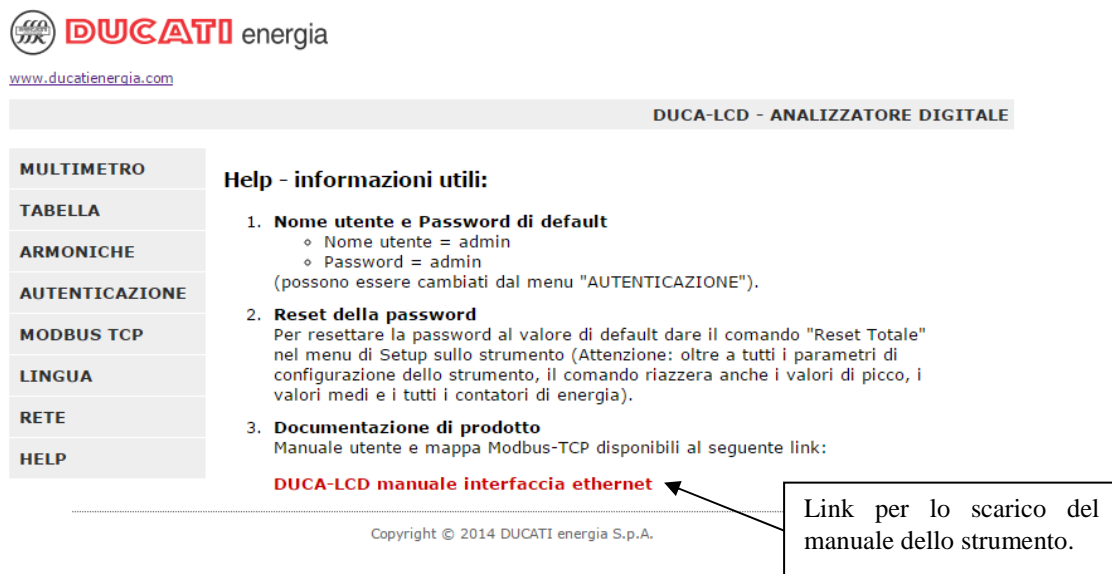 DUCATI energia
www.ducatienergia.com
DUCA-LCD - ANALIZZATORE DIGITALE
MULTIMETRO
TABELLA
ARMONICHE
AUTENTICAZIONE
MODBUS TCP
LINGUA
RETE
HELP
Help - informazioni utili:
1. Nome utente e Password di default
Nome utente = admin
Password = admin
(possono essere cambiati dal menu "AUTENTICAZIONE").
2. Reset della password
Per resettare la password al valore di default dare il comando "Reset Totale"
nel menu di Setup sullo strumento (Attenzione: oltre a tutti i parametri di
configurazione dello strumento, il comando riazzera anche i valori di picco, i
valori medi e i tutti i contatori di energia).
3. Documentazione di prodotto
Manuale utente e mappa Modbus-TCP disponibili al seguente link:
DUCA-LCD manuale interfaccia ethernet
Link per lo scarico del
manuale dello strumento.
Copyright © 2014 DUCATI energia S.p.A.